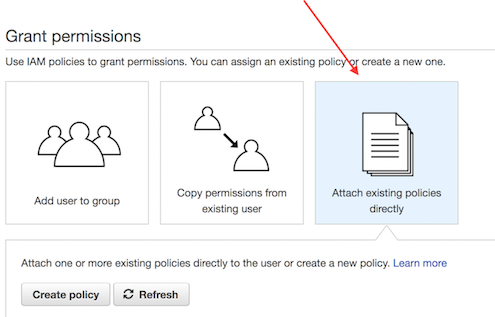 Grant permissions
Use IAM policies to grant permissions. You can assign an existing policy or create a new one.
Add user to group
Copy permissions from
existing user
Attach existing policies
directly
Attach one or more existing policies directly to the user or create a new policy. Learn more
Create policy
Refresh